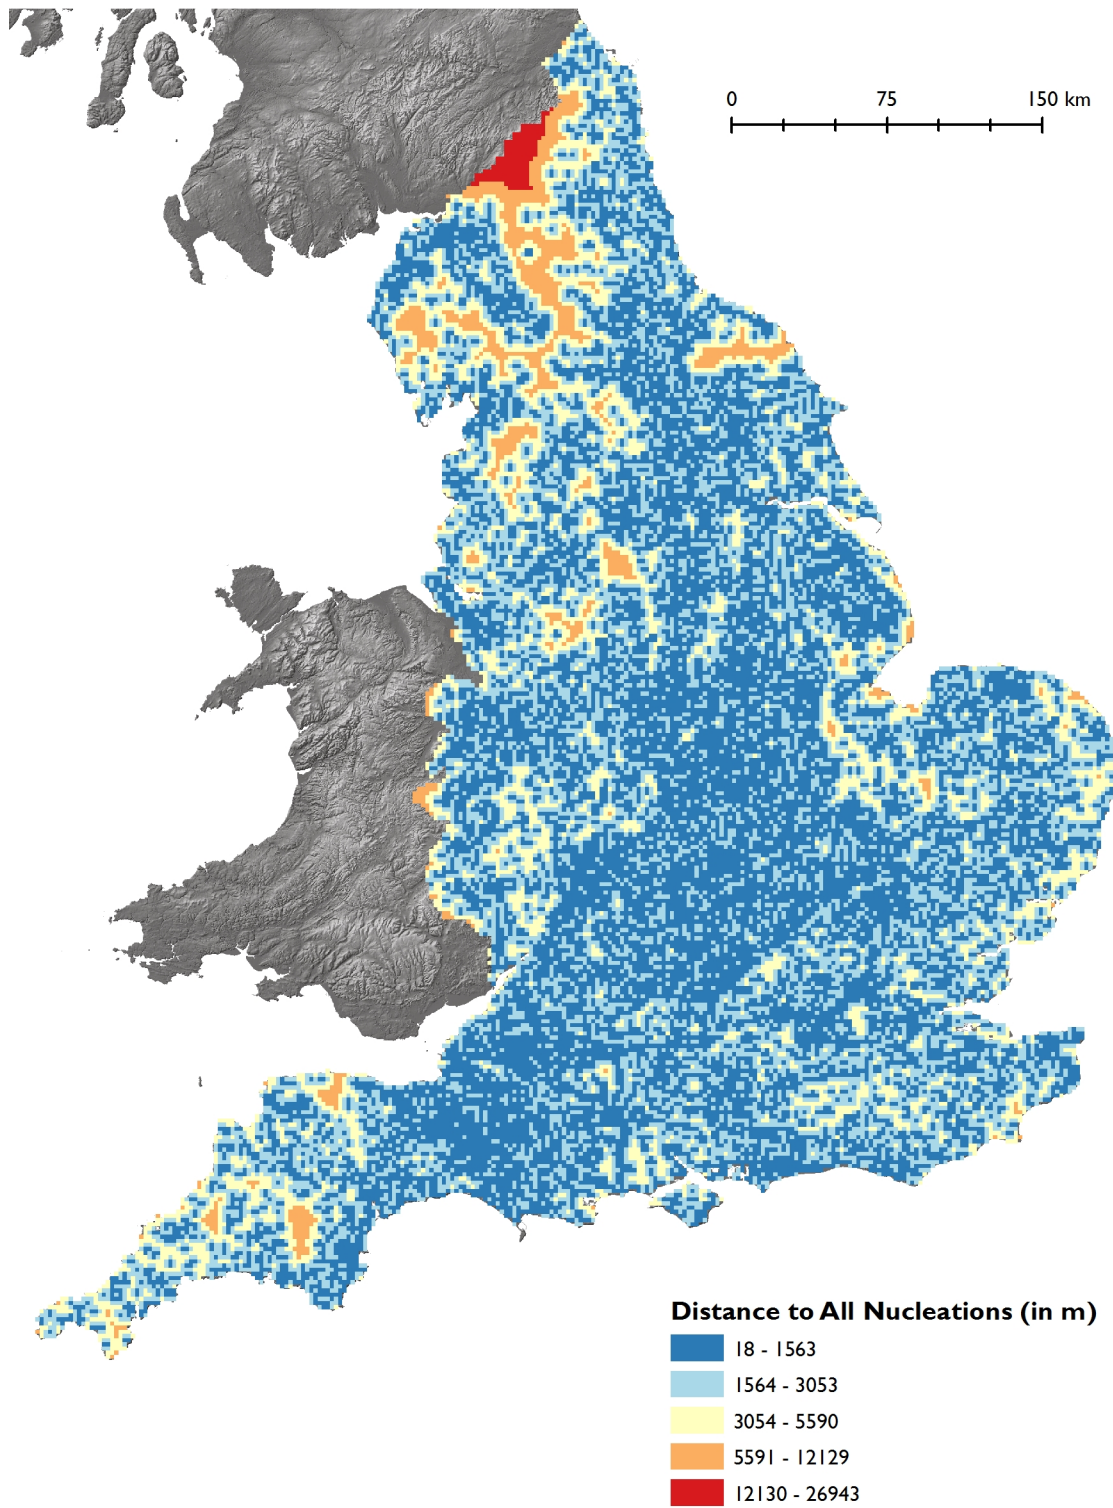 0 75 150 km
Distance to All Nucleations (in m)
18 - 1563
1564 - 3053
3054 - 5590
5591 - 12129
12130 - 26943